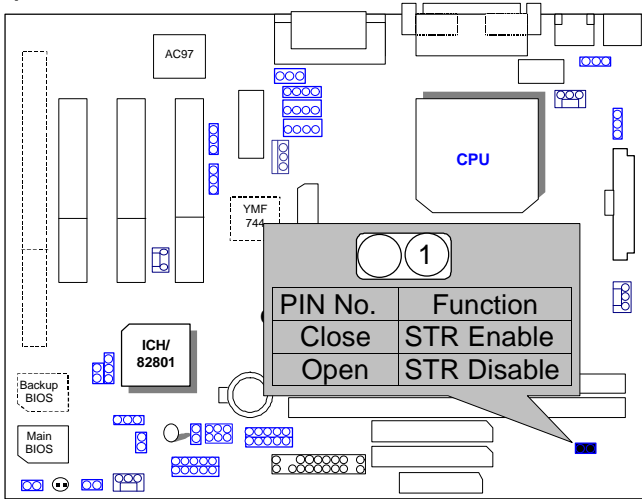 AC97
CPU
YMF
744
1
PIN No. Function
Close STR Enable
Open STR Disable
ICH/
82801
Backup
BIOS
Main
BIOS